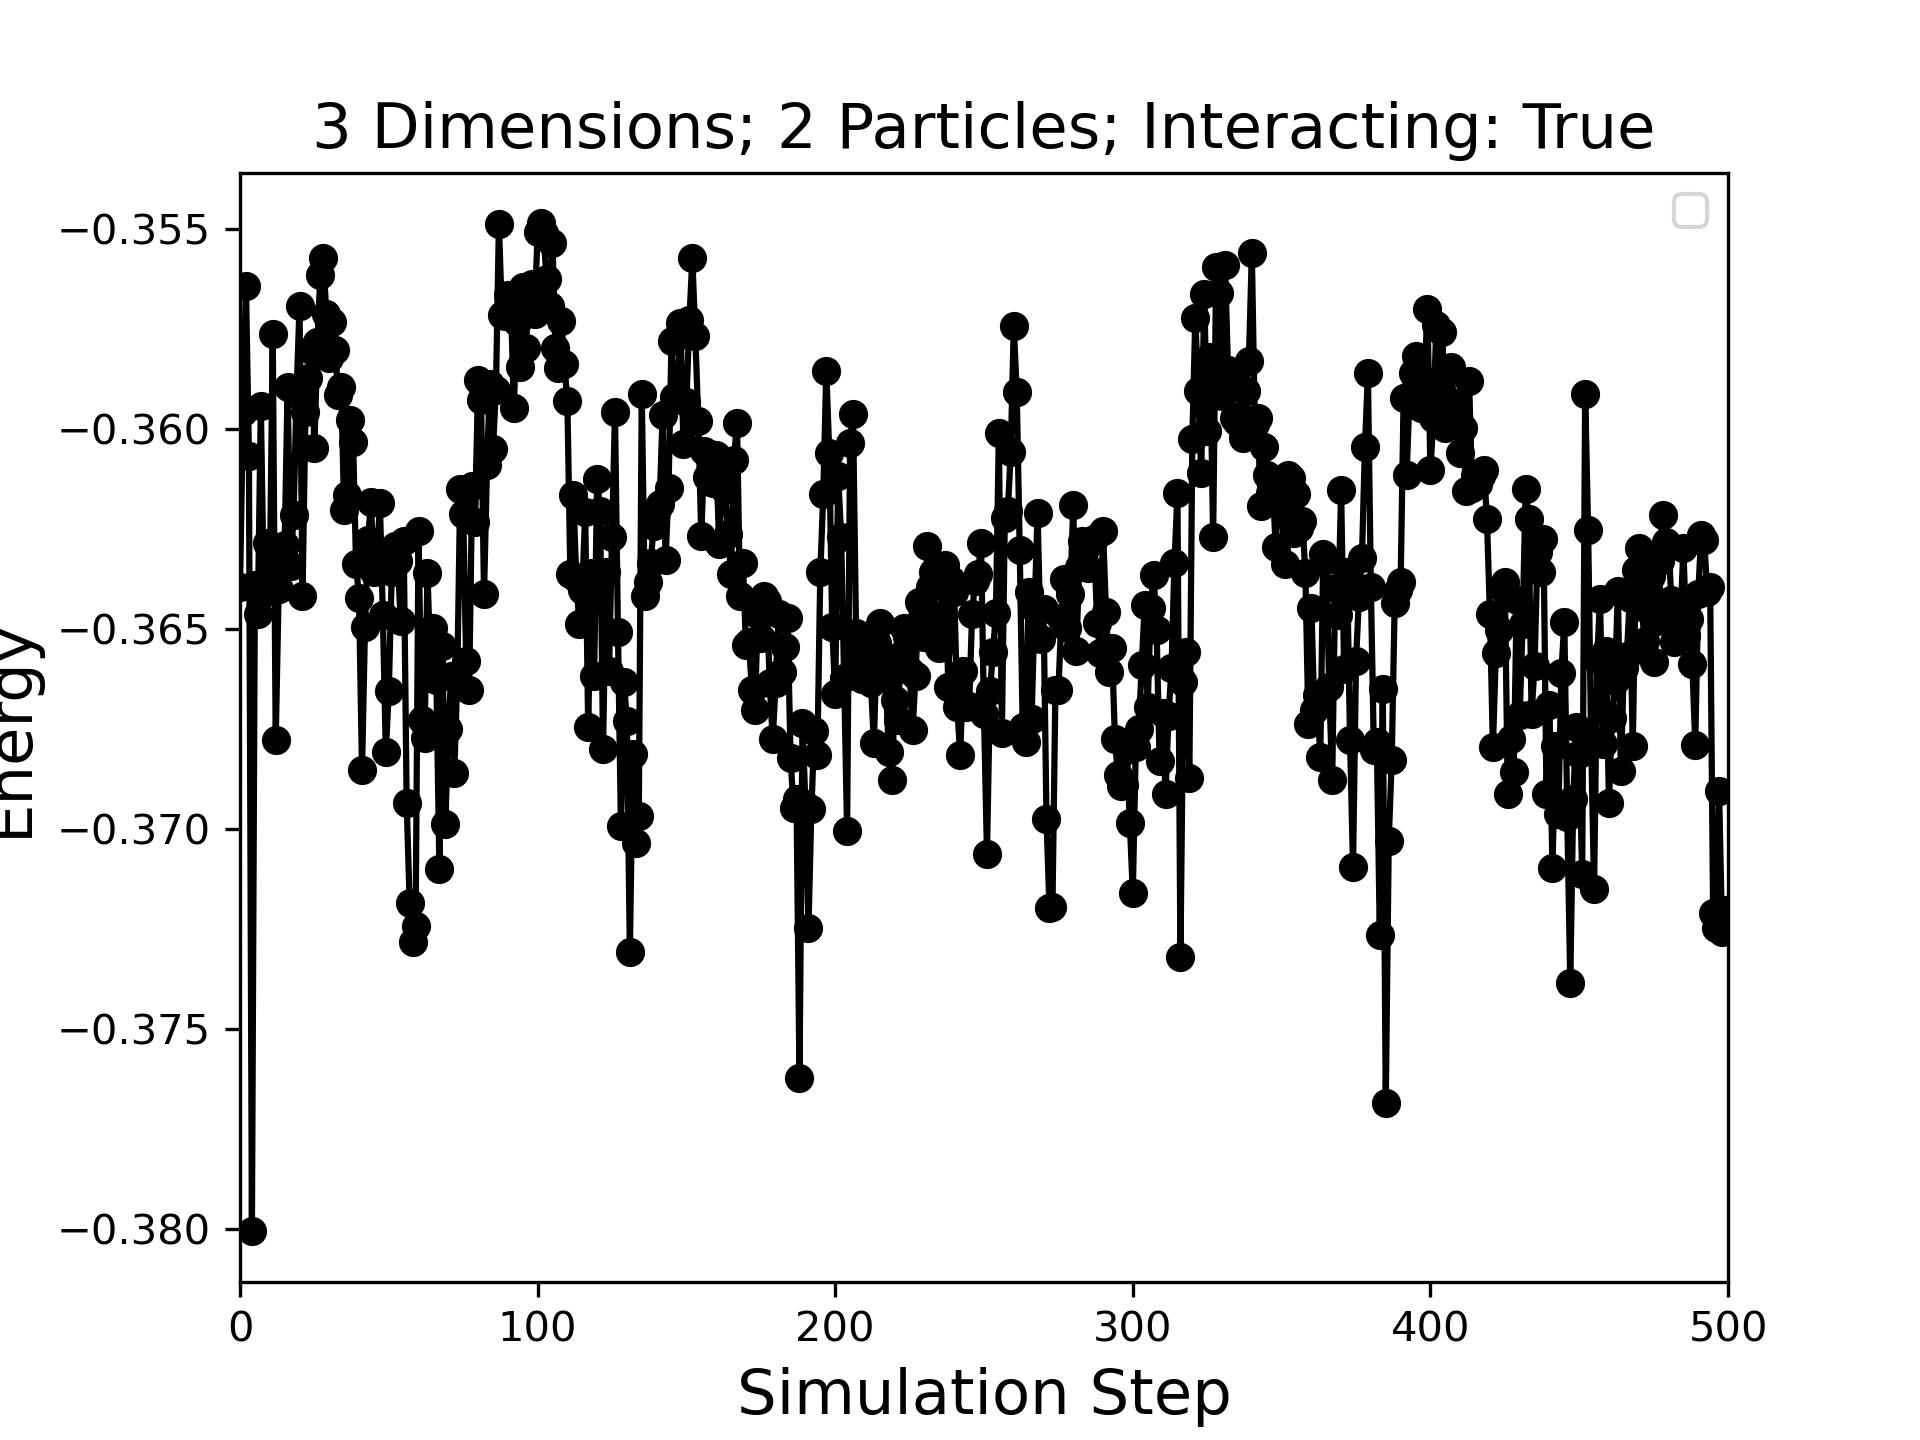 3 Dimensions; 2 Particles; Interacting: True
−0.355
−0.360
−0.365
−0.370
−0.375
−0.380
Energy
0 100 200 300 400 500
Simulation Step